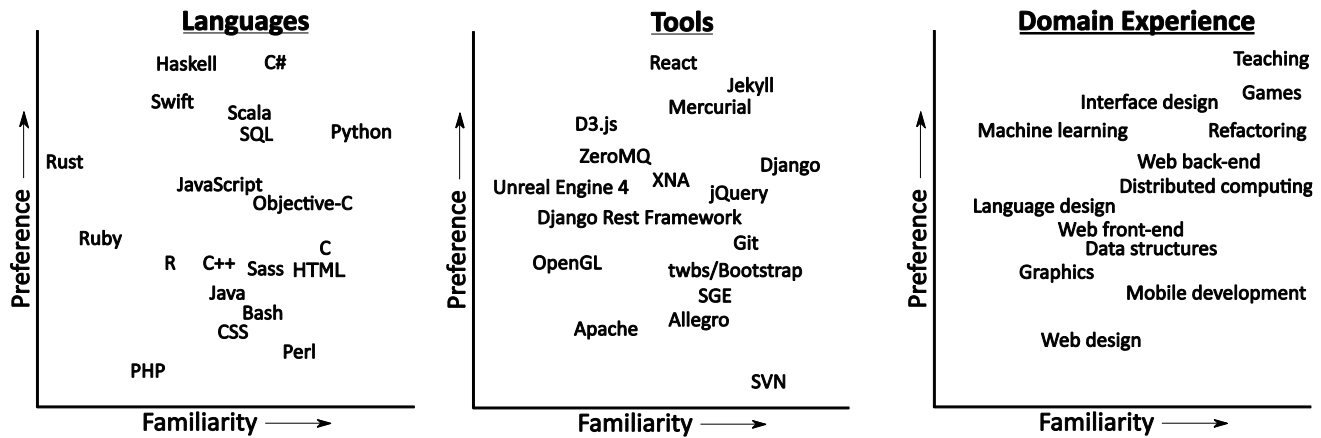 Languages
Haskell
C#
Swift
Scala
SQL
Python
Rust
JavaScript
Objective-C
Ruby
C
R
C++
Sass
HTML
Java
Bash
CSS
Perl
PHP
Preference
Familiarity
Tools
React
Jekyll
Mercurial
D3.js
ZeroMQ
Django
XNA
Unreal Engine 4
jQuery
Django Rest Framework
Git
OpenGL
twbs/Bootstrap
SGE
Allegro
Apache
SVN
Preference
Familiarity
Domain Experience
Teaching
Games
Interface design
Machine learning
Refactoring
Web back-end
Distributed computing
Language design
Web front-end
Data structures
Graphics
Mobile development
Web design
Preference
Familiarity